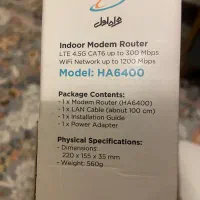 همراه اول
Indoor Modem Router
LTE 4.5G CAT6 up to 300 Mbps
WiFi Network up to 1200 Mbps
Model: HA6400
Package Contents:
- 1 x Modem Router (HA6400)
- 1 x LAN Cable (about 100 cm)
- 1 x Installation Guide
- 1 x Power Adapter
Physical Specifications:
- Dimensions:
220 x 155 x 35 mm
- Weight: 560g